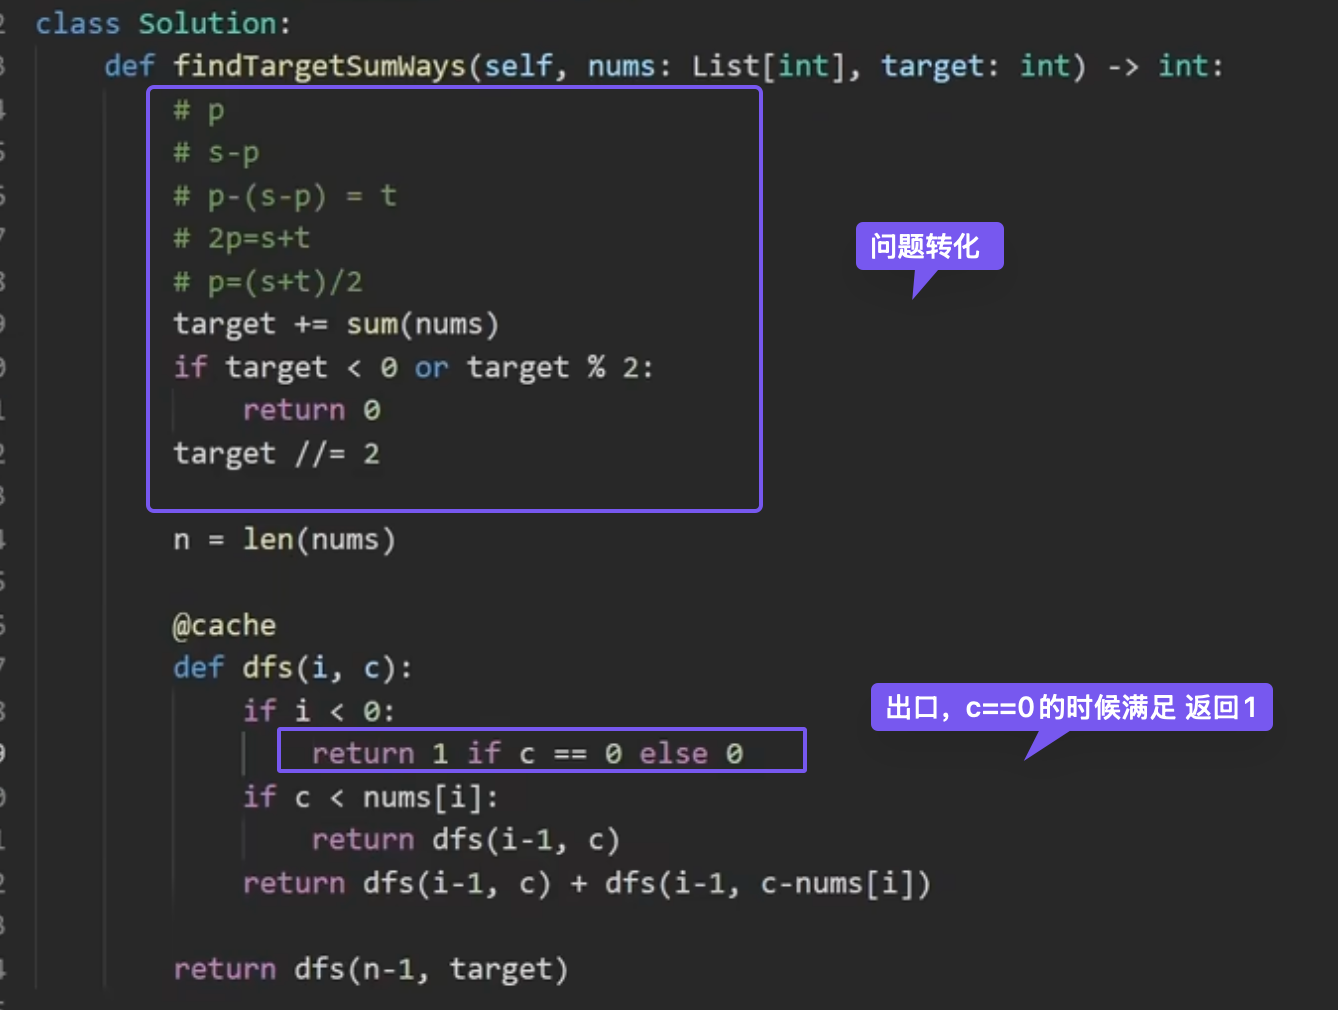 class Solution:
def findTargetSumWays(self, nums: List[int], target: int) -> int:
# p
# s-p
# p-(s-p) = t
# 2p=s+t
# p=(s+t)/2
target += sum(nums)
if target < 0 or target % 2:
return 0
target //= 2
问题转化
n = len(nums)
@cache
def dfs(i, c):
if i < 0:
return 1 if c == 0 else 0
出口，c==0的时候满足 返回1
if c < nums[i]:
return dfs(i-1, c)
return dfs(i-1, c) + dfs(i-1, c-nums[i])
return dfs(n-1, target)